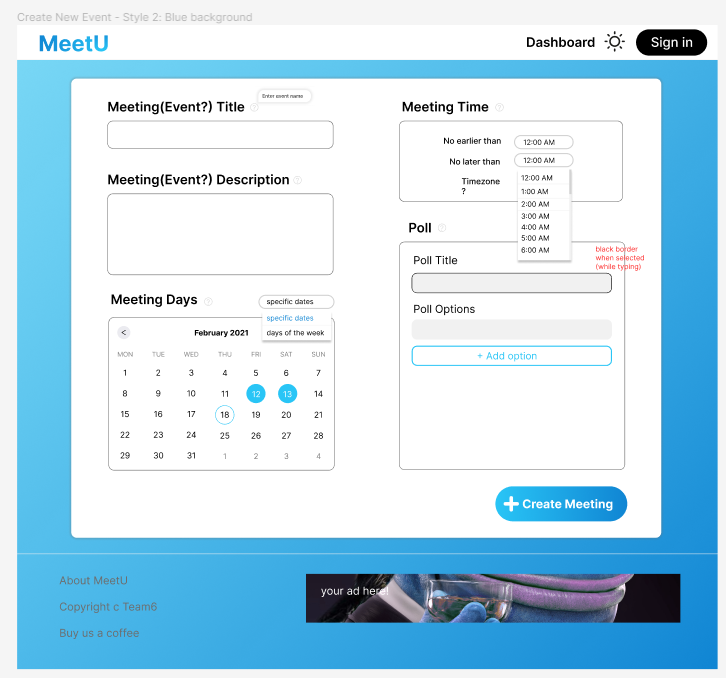 Create New Event - Style 2: Blue background
MeetU
Dashboard
Sign in
Meeting(Event?) Title ?
Enter event name
Meeting(Event?) Description ?
Meeting Days ?
specific dates
specific dates
days of the week
< February 2021
MON TUE WED THU FRI SAT SUN
1 2 3 4 5 6 7
8 9 10 11 12 13 14
15 16 17 18 19 20 21
22 23 24 25 26 27 28
29 30 31 1 2 3 4
Meeting Time ?
No earlier than 12:00 AM
No later than 12:00 AM
Timezone
?
12:00 AM
1:00 AM
2:00 AM
3:00 AM
4:00 AM
5:00 AM
6:00 AM
Poll ?
black border
when selected
(while typing)
Poll Title
Poll Options
+ Add option
Create Meeting
About MeetU
Copyright c Team6
Buy us a coffee
your ad here!